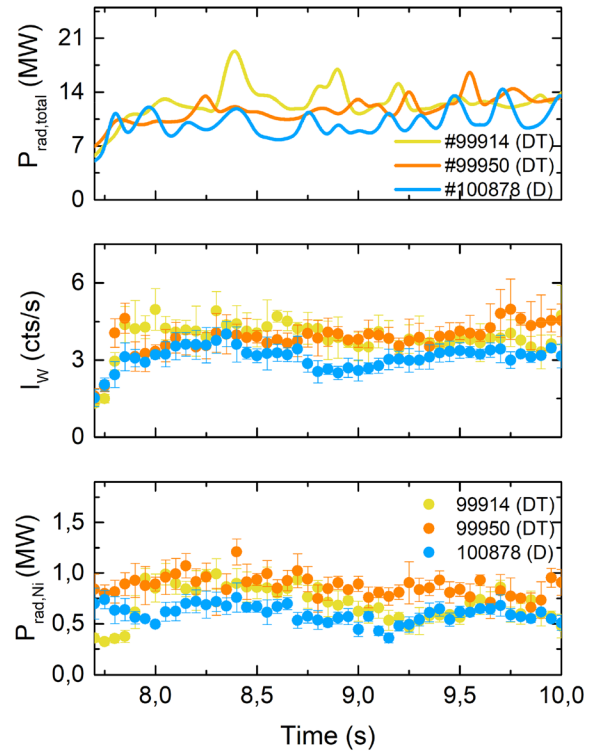 21
14
7
0
P_rad,total (MW)
#99914 (DT)
#99950 (DT)
#100878 (D)
6
3
0
I_W (cts/s)
1,5
1,0
0,5
0,0
P_rad,Ni (MW)
99914 (DT)
99950 (DT)
100878 (D)
8,0 8,5 9,0 9,5 10,0
Time (s)